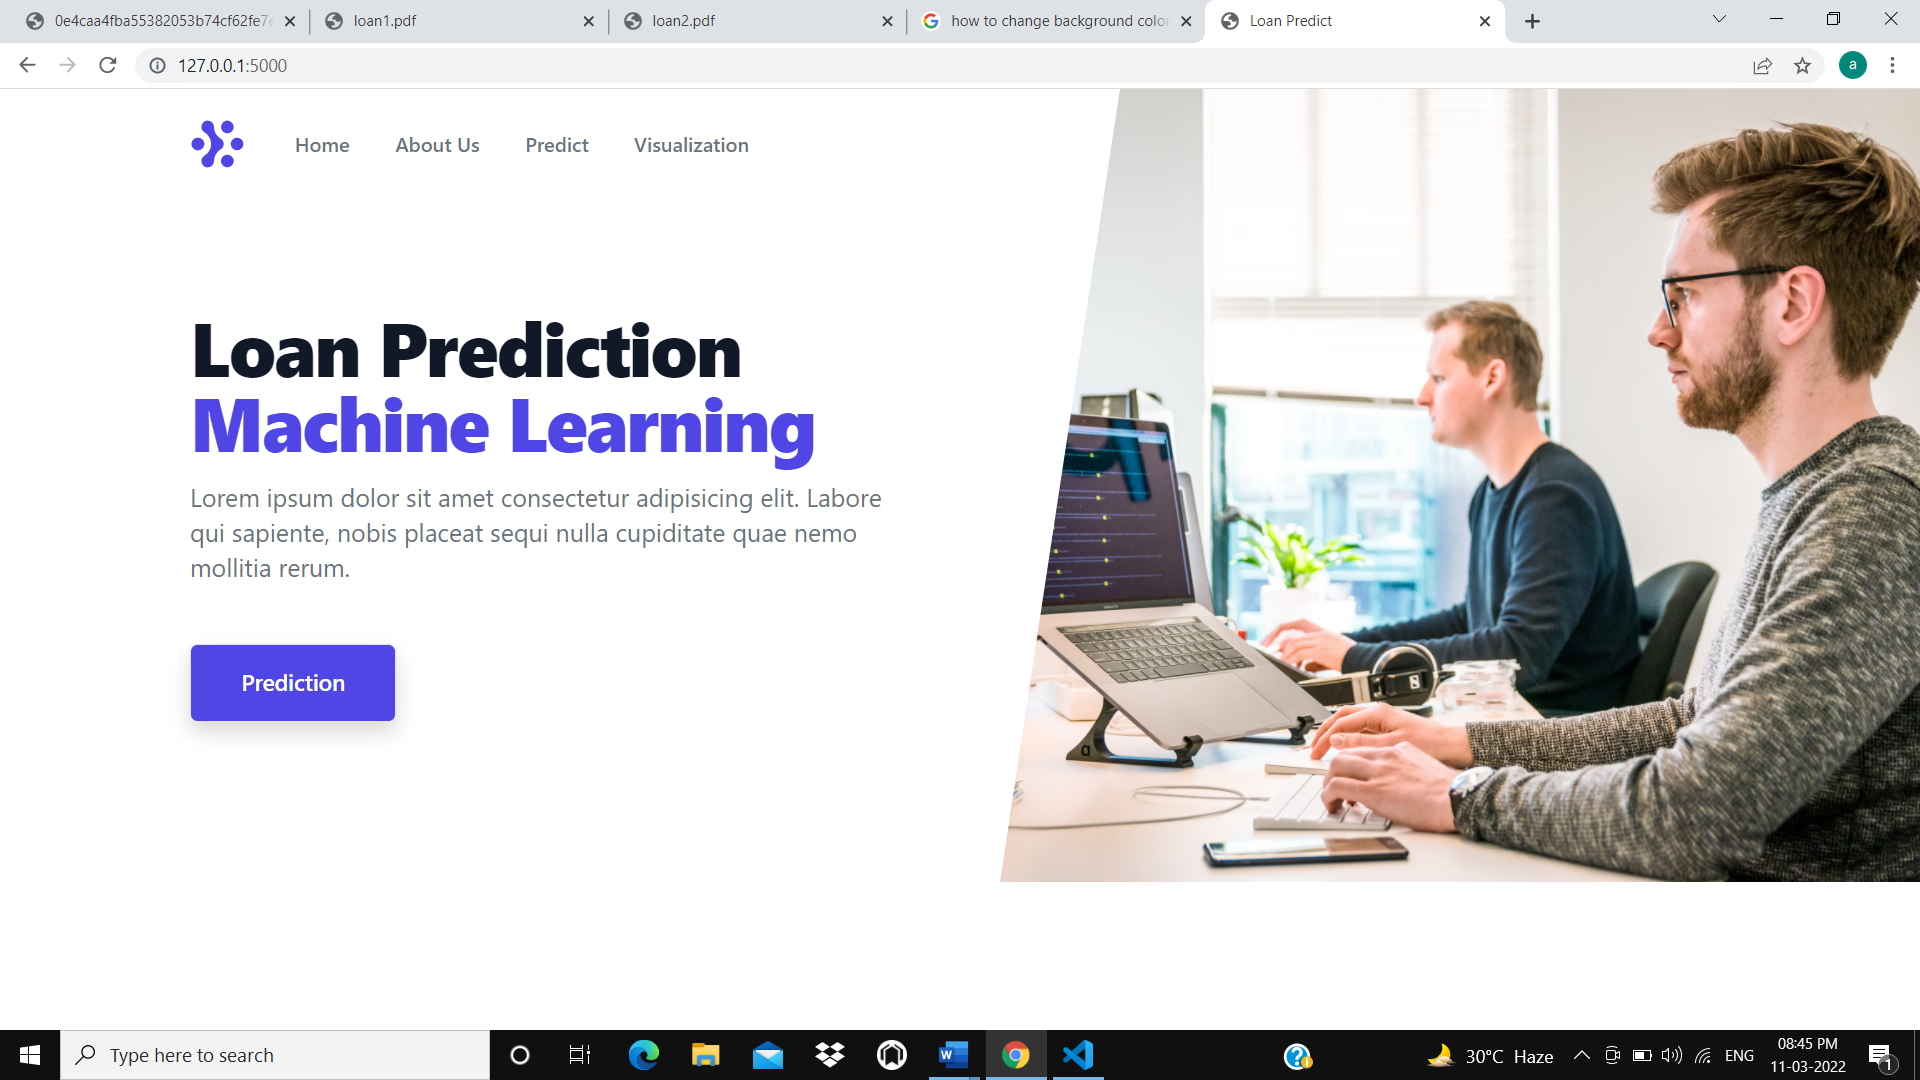 0e4caa4fba55382053b74cf62fe7e
loan1.pdf
loan2.pdf
how to change background color
Loan Predict
127.0.0.1:5000
a
Home
About Us
Predict
Visualization
Loan Prediction
Machine Learning
Lorem ipsum dolor sit amet consectetur adipisicing elit. Labore
qui sapiente, nobis placeat sequi nulla cupiditate quae nemo
mollitia rerum.
Prediction
Type here to search
30°C Haze
ENG
08:45 PM
11-03-2022
1